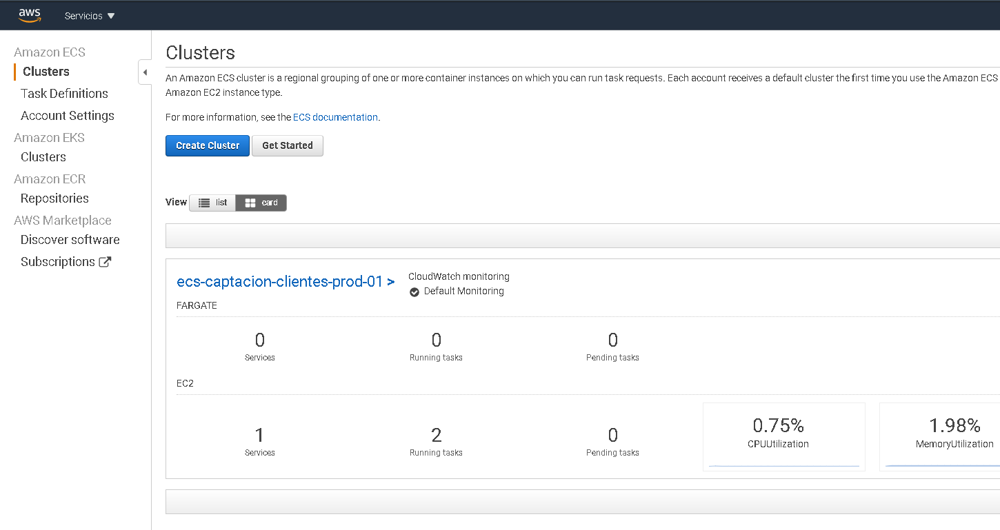 aws Servicios
Amazon ECS
Clusters
Task Definitions
Account Settings
Amazon EKS
Clusters
Amazon ECR
Repositories
AWS Marketplace
Discover software
Subscriptions
Clusters
An Amazon ECS cluster is a regional grouping of one or more container instances on which you can run task requests. Each account receives a default cluster the first time you use the Amazon ECS
Amazon EC2 instance type.
For more information, see the ECS documentation.
Create Cluster Get Started
View list card
ecs-captacion-clientes-prod-01 >
CloudWatch monitoring
Default Monitoring
FARGATE
0 0 0
Services Running tasks Pending tasks
EC2
1 2 0 0.75% 1.98%
Services Running tasks Pending tasks CPUUtilization MemoryUtilization